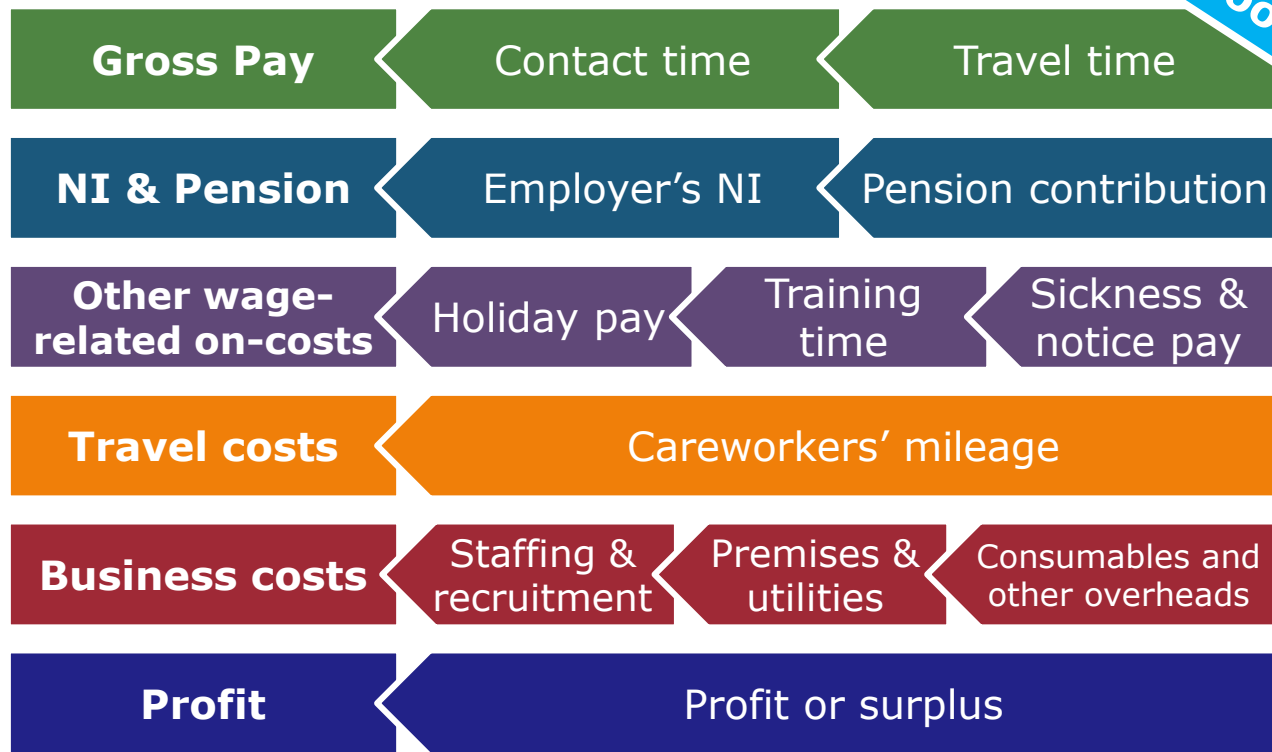 Gross Pay
Contact time
Travel time
NI & Pension
Employer’s NI
Pension contribution
Other wage-
related on-costs
Holiday pay
Training
time
Sickness &
notice pay
Travel costs
Careworkers’ mileage
Business costs
Staffing &
recruitment
Premises &
utilities
Consumables and
other overheads
Profit
Profit or surplus